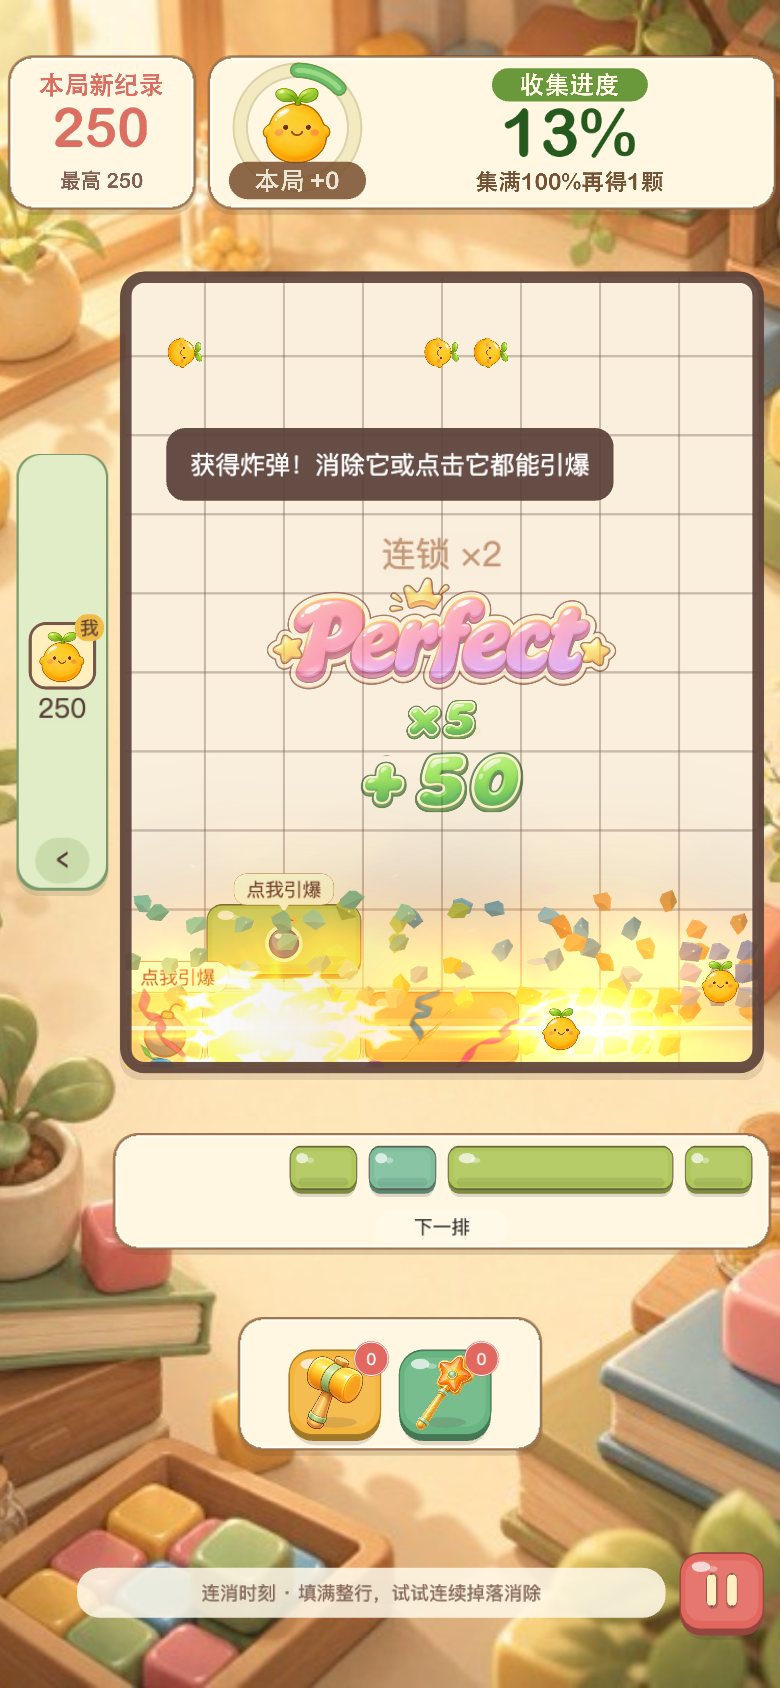 本局新纪录
250
最高 250
本局 +0
收集进度
13%
集满100%再得1颗
获得炸弹！消除它或点击它都能引爆
连锁 ×2
Perfect
×5
+50
我
250
<
点我引爆
点我引爆
下一排
0
0
连消时刻 · 填满整行，试试连续掉落消除